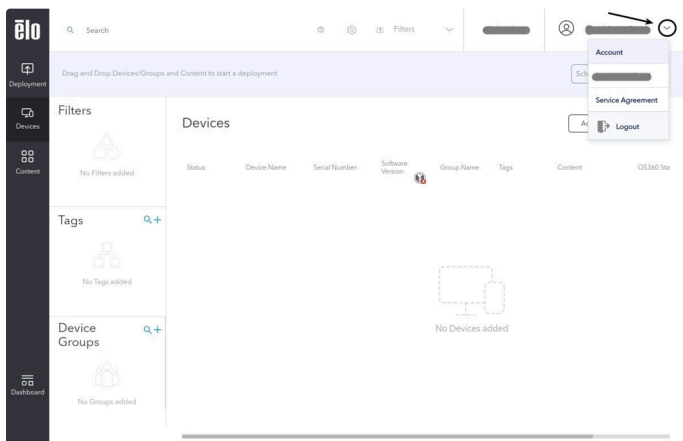 ēlo
Search
Filters
Account
Service Agreement
Logout
Deployment
Drag and Drop Devices/Groups and Content to start a deployment
Devices
Content
Dashboard
Filters
No Filters added
Tags
No Tags added
Device
Groups
No Groups added
Devices
Status
Device Name
Serial Number
Software
Version
Group Name
Tags
Content
OS360 Sta
No Devices added